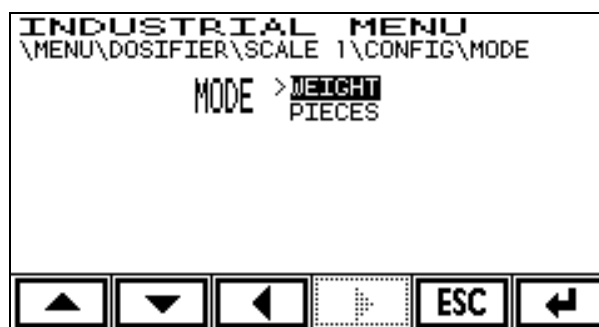 INDUSTRIAL MENU
\MENU\DOSIFIER\SCALE 1\CONFIG\MODE
MODE >WEIGHT
PIECES
ESC